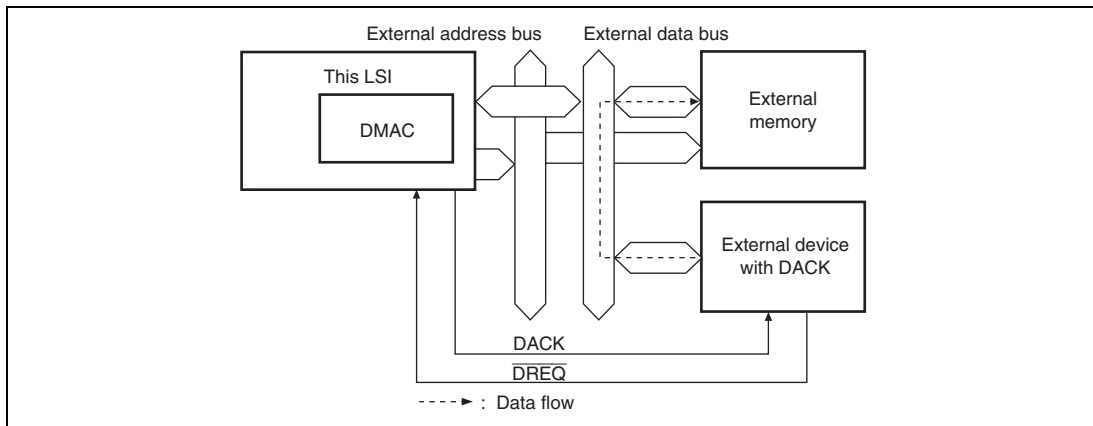 External address bus
External data bus
This LSI
DMAC
External
memory
External device
with DACK
DACK
DREQ
: Data flow